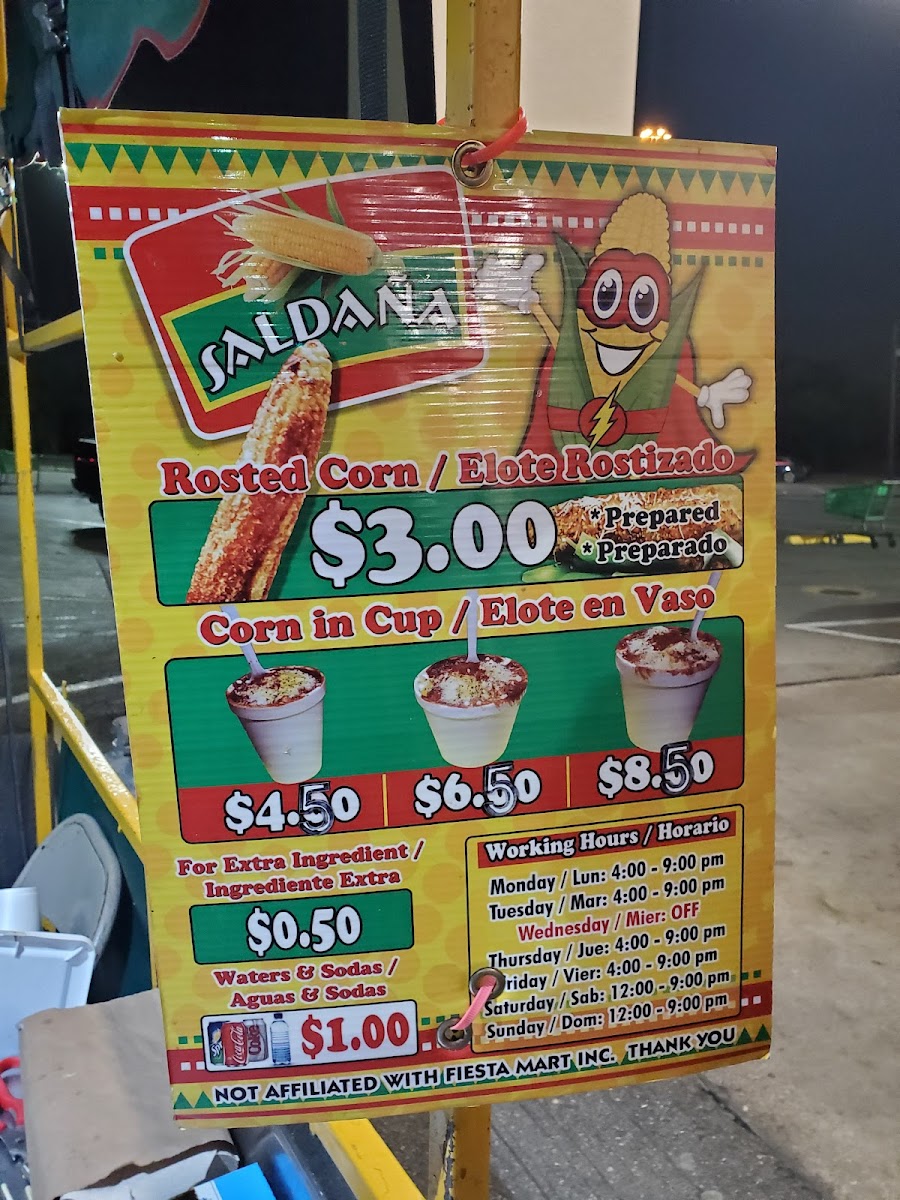 SALDAÑA
Rosted Corn / Elote Rostizado
$3.00
*Prepared
*Preparado
Corn in Cup / Elote en Vaso
$4.50
$6.50
$8.50
For Extra Ingredient /
Ingrediente Extra
$0.50
Waters & Sodas /
Aguas & Sodas
Coca-Cola
$1.00
Working Hours / Horario
Monday / Lun: 4:00 - 9:00 pm
Tuesday / Mar: 4:00 - 9:00 pm
Wednesday / Mier: OFF
Thursday / Jue: 4:00 - 9:00 pm
Friday / Vier: 4:00 - 9:00 pm
Saturday / Sab: 12:00 - 9:00 pm
Sunday / Dom: 12:00 - 9:00 pm
NOT AFFILIATED WITH FIESTA MART INC. THANK YOU